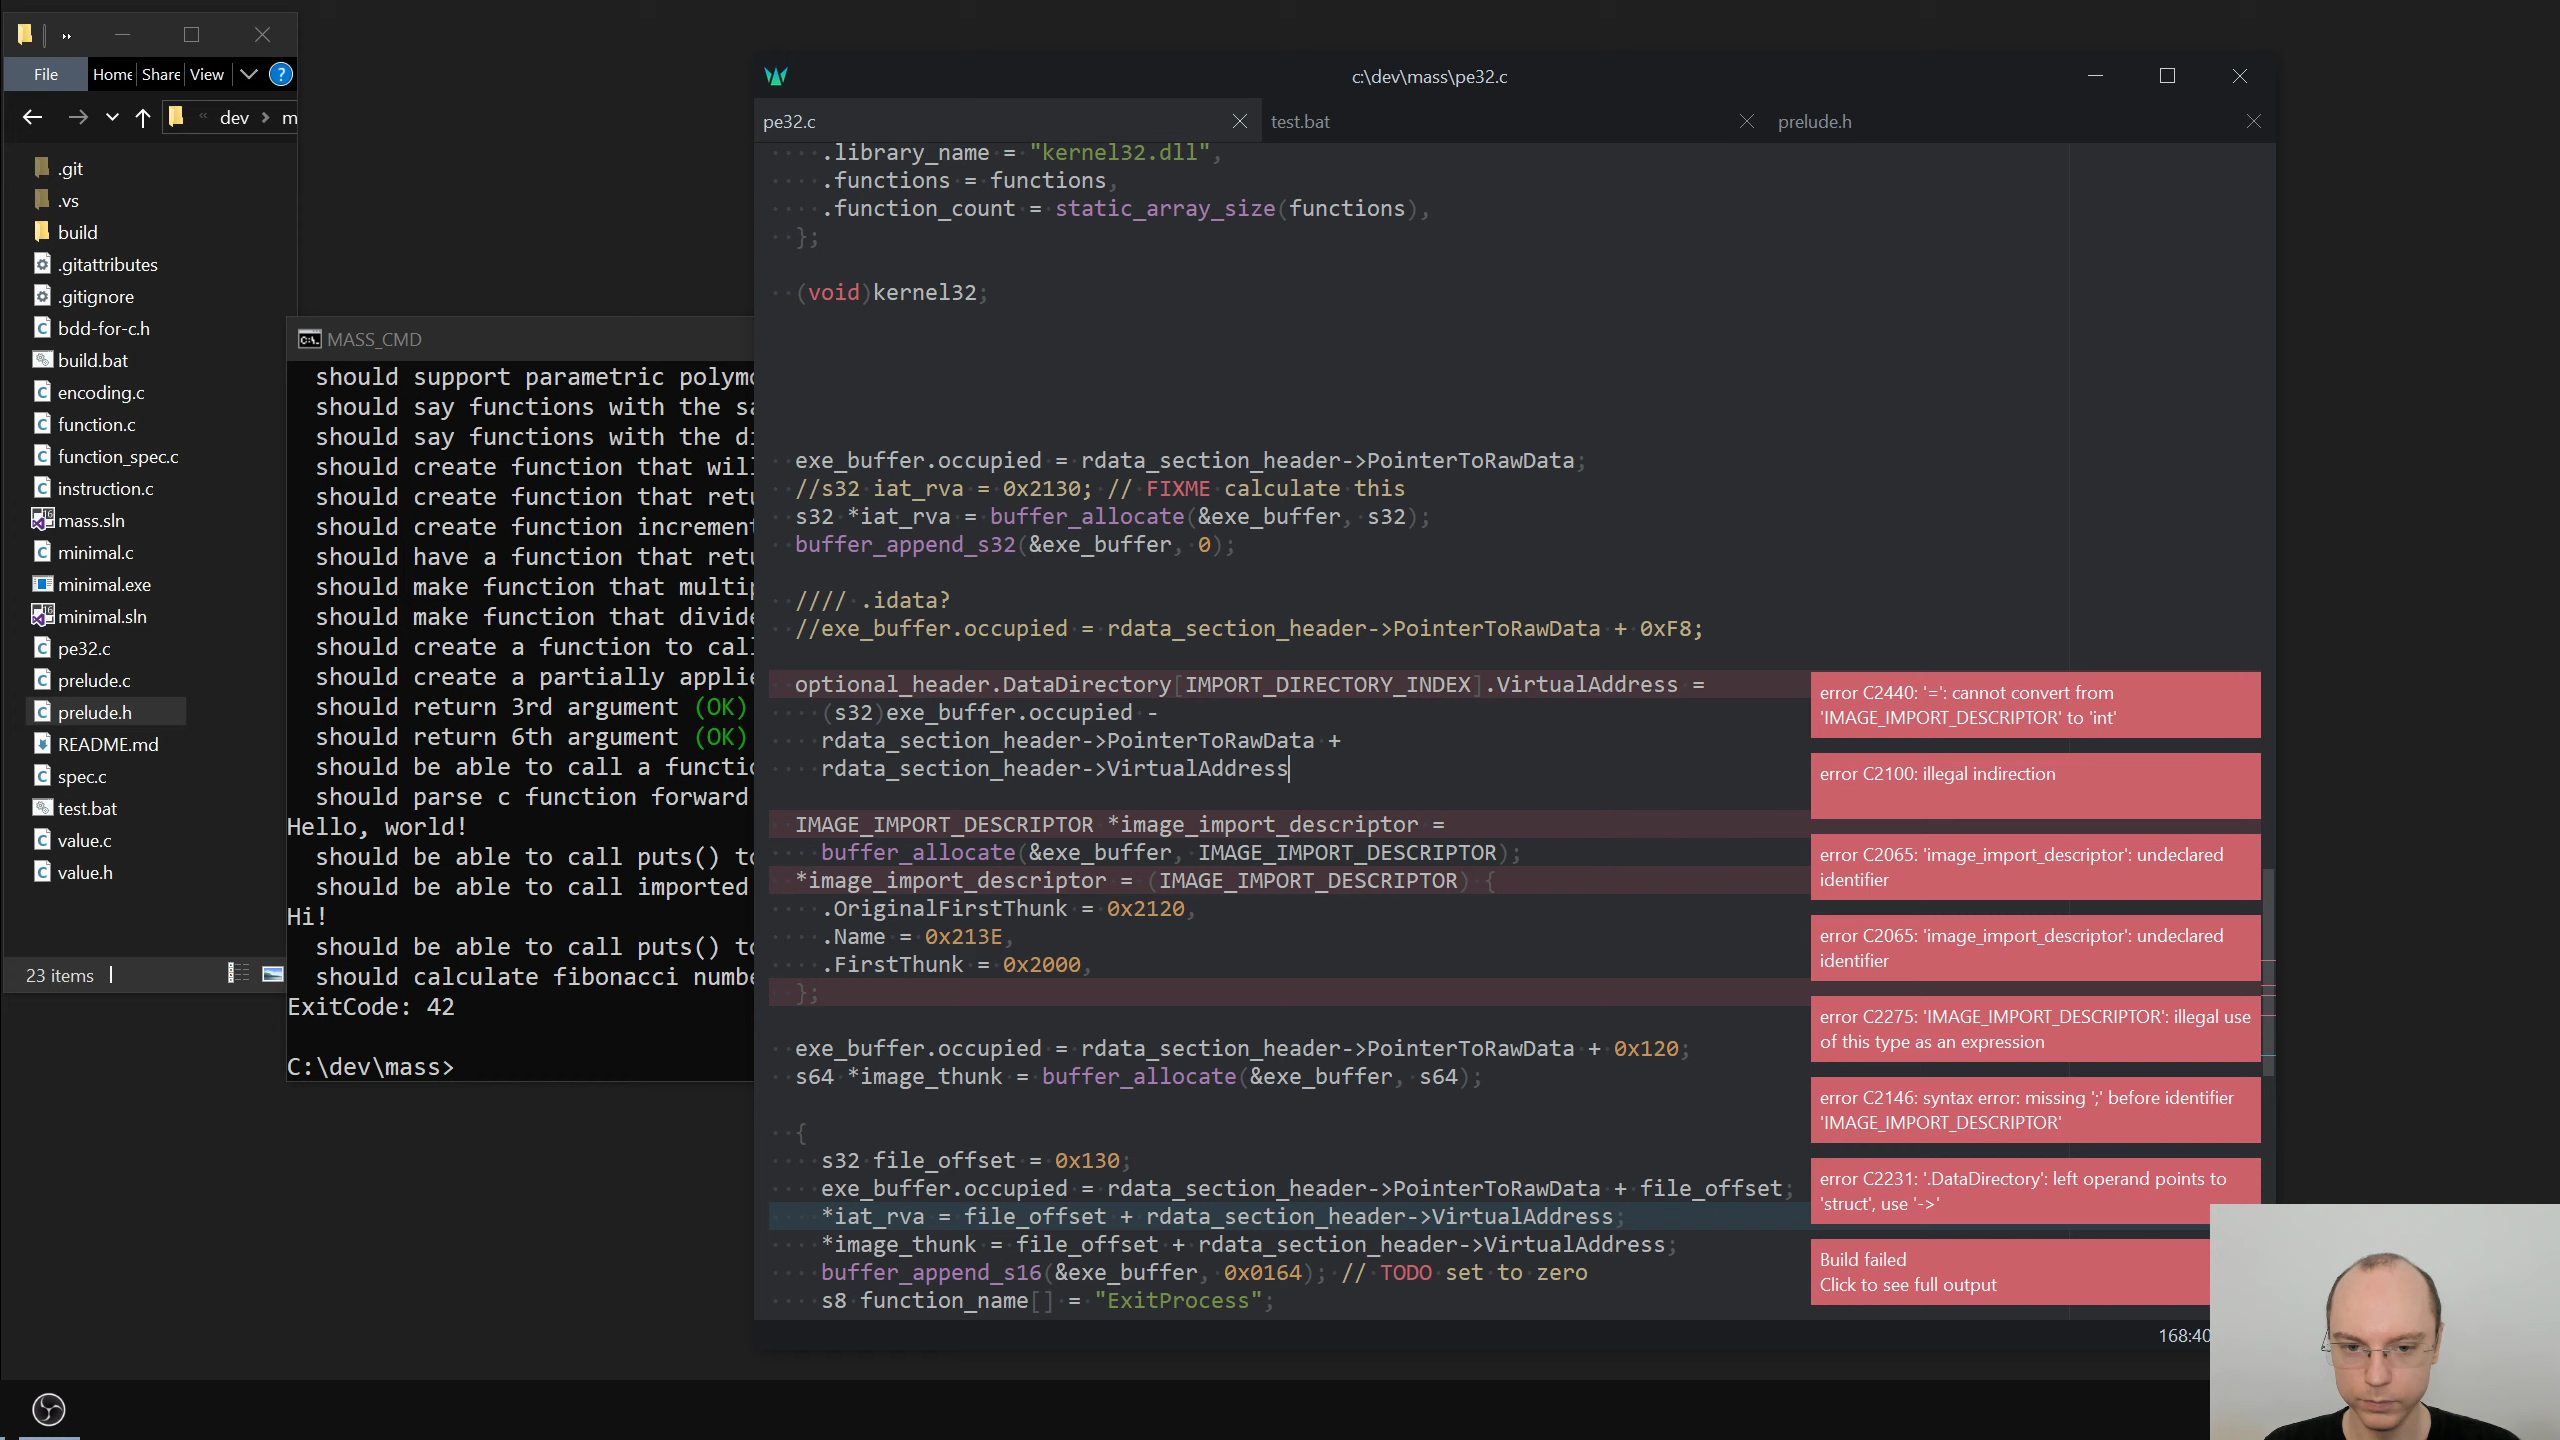 File Home Share View
dev > m
.git
.vs
build
.gitattributes
.gitignore
bdd-for-c.h
build.bat
encoding.c
function.c
function_spec.c
instruction.c
mass.sln
minimal.c
minimal.exe
minimal.sln
pe32.c
prelude.c
prelude.h
README.md
spec.c
test.bat
value.c
value.h
23 items
MASS_CMD
should support parametric polymo
should say functions with the sa
should say functions with the di
should create function that will
should create function that retu
should create function increment
should have a function that retu
should make function that multip
should make function that divide
should create a function to call
should create a partially applie
should return 3rd argument (OK)
should return 6th argument (OK)
should be able to call a functio
should parse c function forward
Hello, world!
should be able to call puts() to
should be able to call imported
Hi!
should be able to call puts() to
should calculate fibonacci numbe
ExitCode: 42
C:\dev\mass>
c:\dev\mass\pe32.c
pe32.c
test.bat
prelude.h
.library_name = "kernel32.dll",
.functions = functions,
.function_count = static_array_size(functions),
};
(void)kernel32;
exe_buffer.occupied = rdata_section_header->PointerToRawData;
//s32 iat_rva = 0x2130; // FIXME calculate this
s32 *iat_rva = buffer_allocate(&exe_buffer, s32);
buffer_append_s32(&exe_buffer, 0);
//// .idata?
//exe_buffer.occupied = rdata_section_header->PointerToRawData + 0xF8;
optional_header.DataDirectory[IMPORT_DIRECTORY_INDEX].VirtualAddress =
(s32)exe_buffer.occupied -
rdata_section_header->PointerToRawData +
rdata_section_header->VirtualAddress
IMAGE_IMPORT_DESCRIPTOR *image_import_descriptor =
buffer_allocate(&exe_buffer, IMAGE_IMPORT_DESCRIPTOR);
*image_import_descriptor = (IMAGE_IMPORT_DESCRIPTOR) {
.OriginalFirstThunk = 0x2120,
.Name = 0x213E,
.FirstThunk = 0x2000,
};
exe_buffer.occupied = rdata_section_header->PointerToRawData + 0x120;
s64 *image_thunk = buffer_allocate(&exe_buffer, s64);
{
s32 file_offset = 0x130;
exe_buffer.occupied = rdata_section_header->PointerToRawData + file_offset;
*iat_rva = file_offset + rdata_section_header->VirtualAddress;
*image_thunk = file_offset + rdata_section_header->VirtualAddress;
buffer_append_s16(&exe_buffer, 0x0164); // TODO set to zero
s8 function_name[] = "ExitProcess";
error C2440: '=': cannot convert from
'IMAGE_IMPORT_DESCRIPTOR' to 'int'
error C2100: illegal indirection
error C2065: 'image_import_descriptor': undeclared
identifier
error C2065: 'image_import_descriptor': undeclared
identifier
error C2275: 'IMAGE_IMPORT_DESCRIPTOR': illegal use
of this type as an expression
error C2146: syntax error: missing ';' before identifier
'IMAGE_IMPORT_DESCRIPTOR'
error C2231: '.DataDirectory': left operand points to
'struct', use '->'
Build failed
Click to see full output
168:40